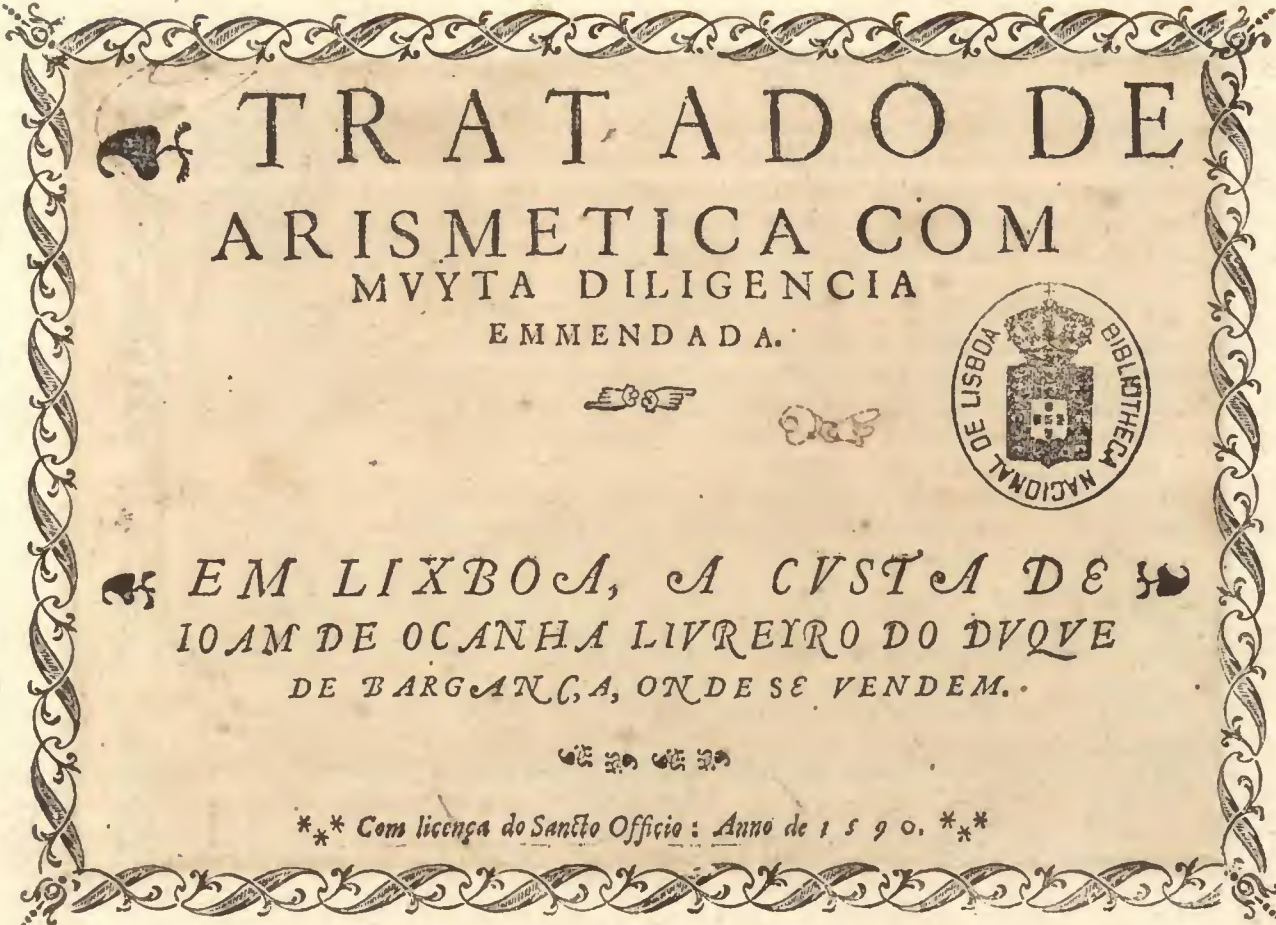 TRATADO DE
ARISMETICA COM
MVYTA DILIGENCIA
EMMENDADA.
BIBLIOTHECA NACIONAL DE LISBOA
EM LIXBOA, A CVSTA DE
IOAM DE OCANHA LIVREYRO DO DVQVE
DE BARGANÇA, ONDE SE VENDEM.
*** Com licença do Sancto Officio : Anno de 1590. ***